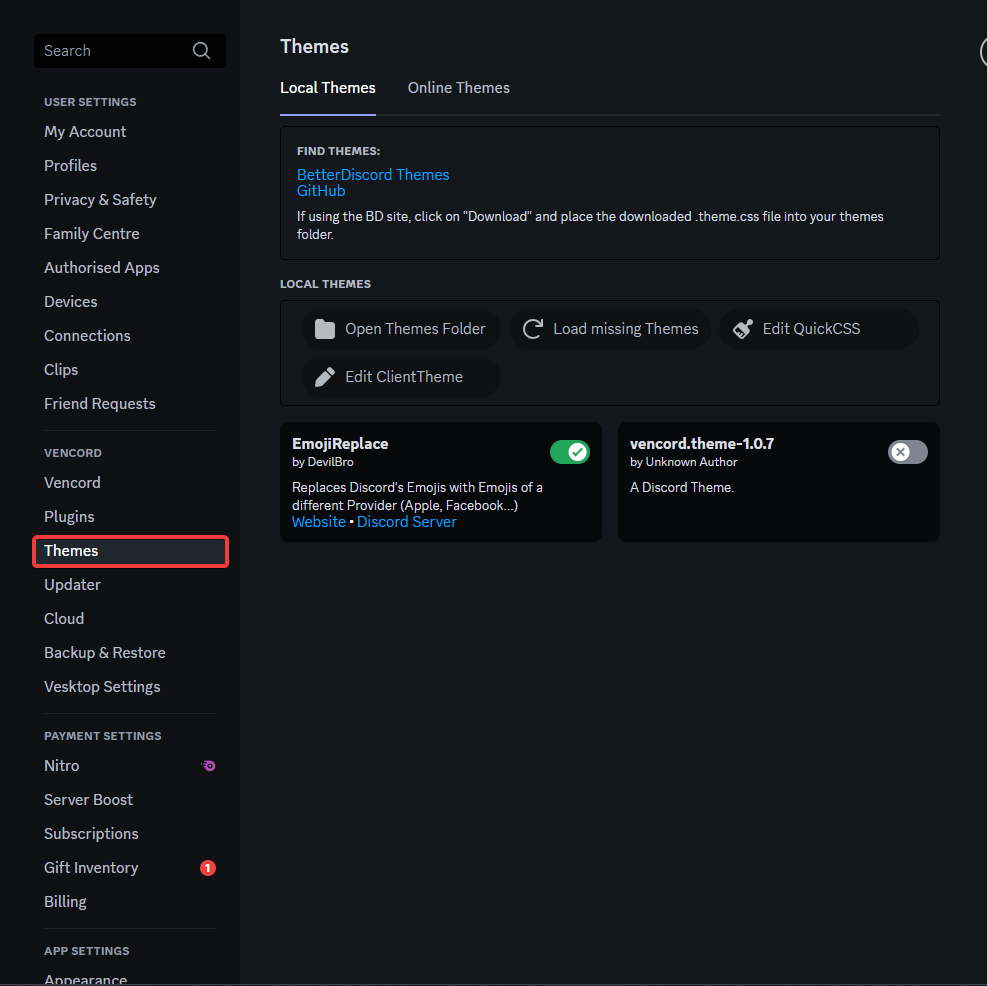 Search
USER SETTINGS
My Account
Profiles
Privacy & Safety
Family Centre
Authorised Apps
Devices
Connections
Clips
Friend Requests
VENCORD
Vencord
Plugins
Themes
Updater
Cloud
Backup & Restore
Vesktop Settings
PAYMENT SETTINGS
Nitro
Server Boost
Subscriptions
Gift Inventory 1
Billing
APP SETTINGS
Appearance
Themes
Local Themes Online Themes
FIND THEMES:
BetterDiscord Themes
GitHub
If using the BD site, click on "Download" and place the downloaded .theme.css file into your themes
folder.
LOCAL THEMES
Open Themes Folder Load missing Themes Edit QuickCSS
Edit ClientTheme
EmojiReplace
by DevilBro
Replaces Discord's Emojis with Emojis of a
different Provider (Apple, Facebook...)
Website • Discord Server
vencord.theme-1.0.7
by Unknown Author
A Discord Theme.